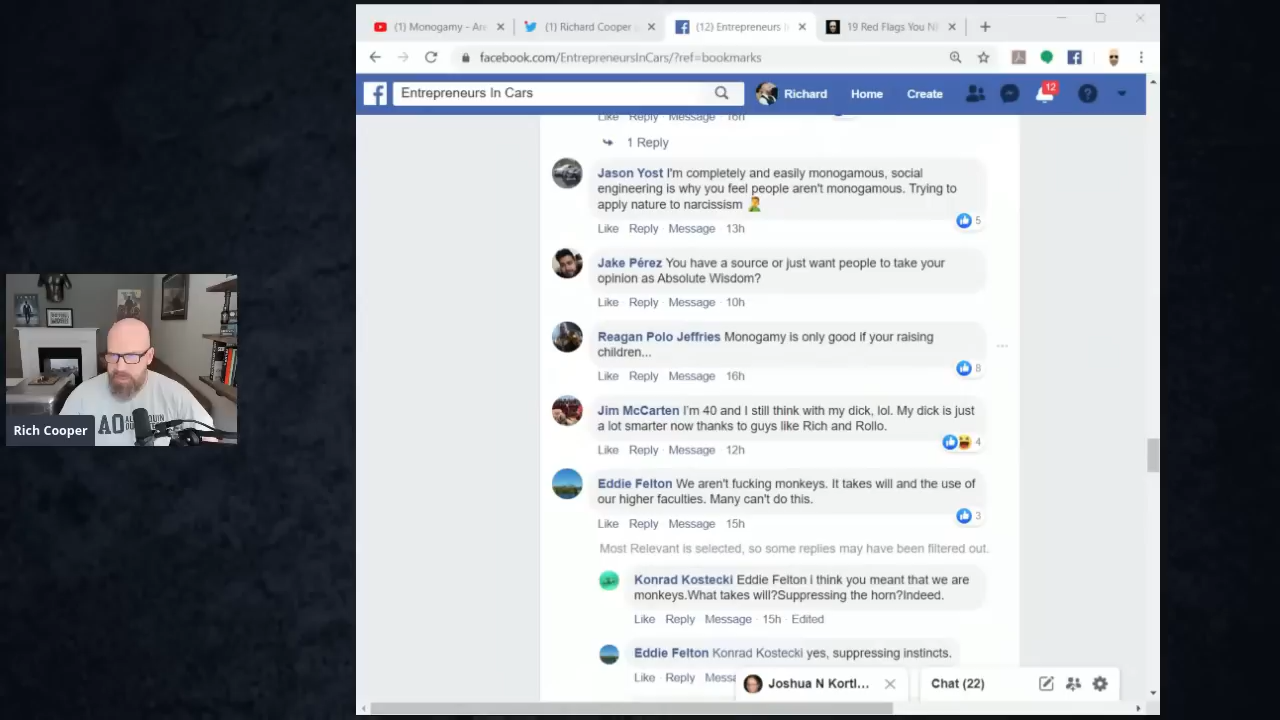 (1) Monogamy - Are
(1) Richard Cooper
(12) Entrepreneurs I
19 Red Flags You N
facebook.com/EntrepreneursInCars/?ref=bookmarks
Entrepreneurs In Cars
Richard
Home
Create
12
Like Reply Message 16h
1 Reply
Jason Yost I'm completely and easily monogamous, social
engineering is why you feel people aren't monogamous. Trying to
apply nature to narcissism
5
Like Reply Message 13h
Jake Pérez You have a source or just want people to take your
opinion as Absolute Wisdom?
Like Reply Message 10h
Reagan Polo Jeffries Monogamy is only good if your raising
children...
8
Like Reply Message 16h
Jim McCarten I'm 40 and I still think with my dick, lol. My dick is just
a lot smarter now thanks to guys like Rich and Rollo.
4
Like Reply Message 12h
Eddie Felton We aren't fucking monkeys. It takes will and the use of
our higher faculties. Many can't do this.
3
Like Reply Message 15h
Most Relevant is selected, so some replies may have been filtered out.
Konrad Kostecki Eddie Felton i think you meant that we are
monkeys.What takes will?Suppressing the horn?Indeed.
Like Reply Message · 15h · Edited
Eddie Felton Konrad Kostecki yes, suppressing instincts.
Like Reply Messa
Joshua N Kortl...
Chat (22)
Rich Cooper